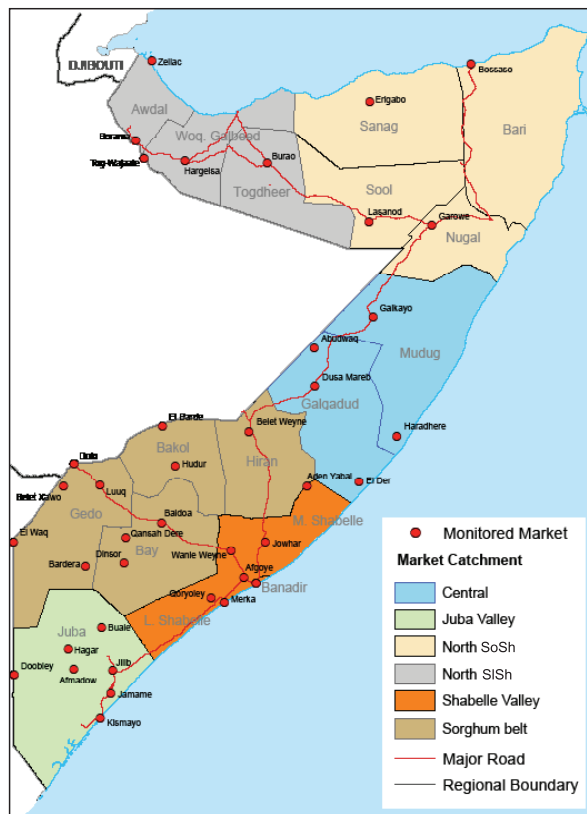 DJIBOUTI
Zeilac
Bossaso
Awdal
Erigabo
Sanag
Bari
Borama
Woq. Galbeed
Tog-Wajaale
Hargeisa
Burao
Togdheer
Sool
Lasanod
Garowe
Nugal
Galkayo
Abudwaq
Mudug
Dusa Mareb
Galgadud
El Barde
Belet Weyne
Haradhere
Bakol
Hiran
Dolo
Hudur
Aden Yabal
El Der
Belet Xawo
Luuq
Gedo
Baidoa
M. Shabelle
El Waq
Qansah Dere
Jowhar
Bay
Wanle Weyne
Dinsor
Bardera
Afgoye
Banadir
Qoryoley
Merka
L. Shabelle
Juba
Buale
Hagar
Doobley
Jilib
Afmadow
Jamame
Kismayo
Monitored Market
Market Catchment
Central
Juba Valley
North SoSh
North SlSh
Shabelle Valley
Sorghum belt
Major Road
Regional Boundary